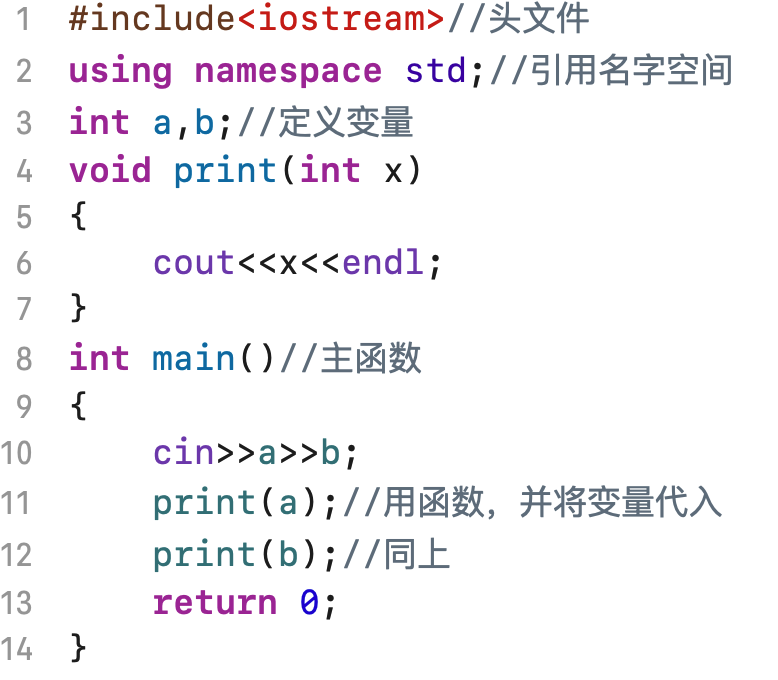 1 #include<iostream>//头文件
2 using namespace std;//引用名字空间
3 int a,b;//定义变量
4 void print(int x)
5 {
6     cout<<x<<endl;
7 }
8 int main()//主函数
9 {
10     cin>>a>>b;
11     print(a);//用函数，并将变量代入
12     print(b);//同上
13     return 0;
14 }